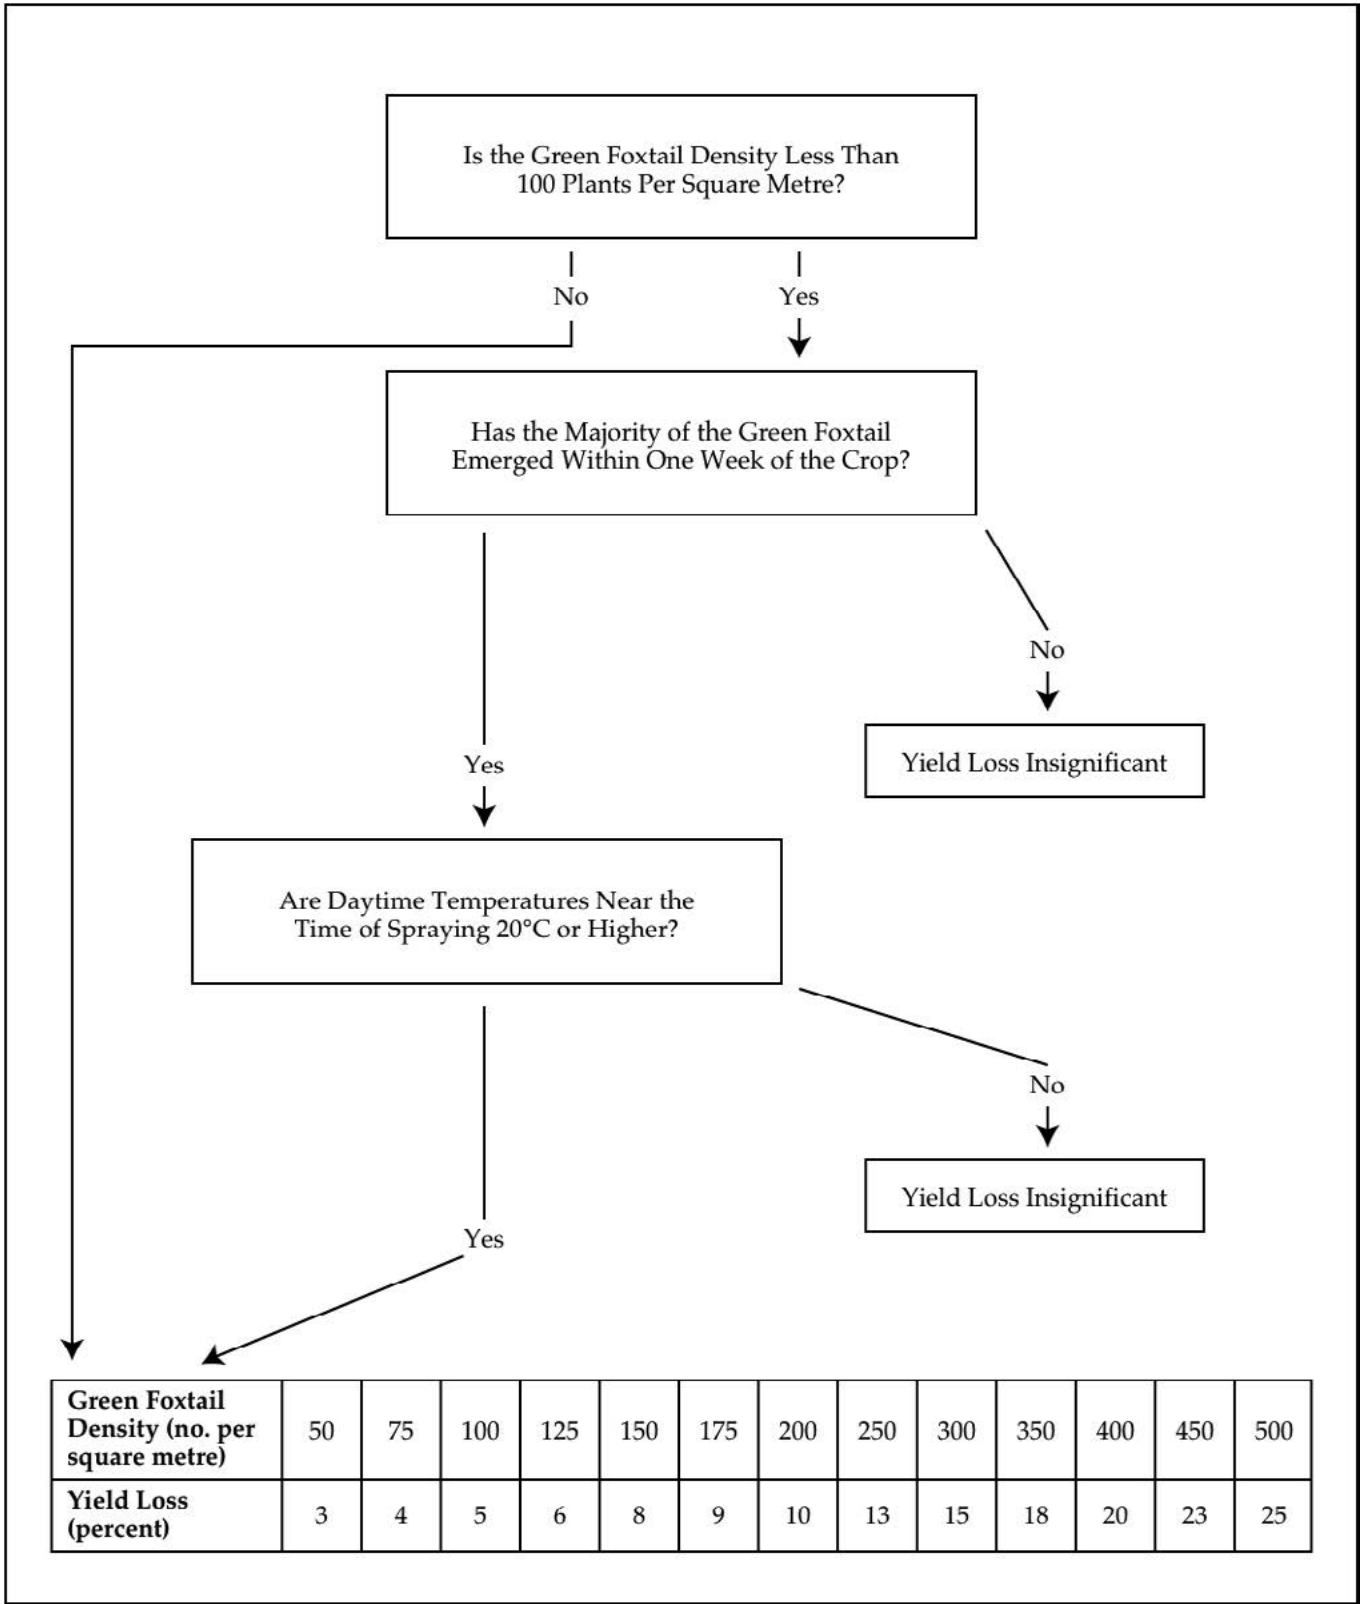 Is the Green Foxtail Density Less Than
100 Plants Per Square Metre?
No
Yes
Has the Majority of the Green Foxtail
Emerged Within One Week of the Crop?
No
Yield Loss Insignificant
Yes
Are Daytime Temperatures Near the
Time of Spraying 20°C or Higher?
No
Yield Loss Insignificant
Yes
Green Foxtail
Density (no. per
square metre)
50 75 100 125 150 175 200 250 300 350 400 450 500
Yield Loss
(percent)
3 4 5 6 8 9 10 13 15 18 20 23 25